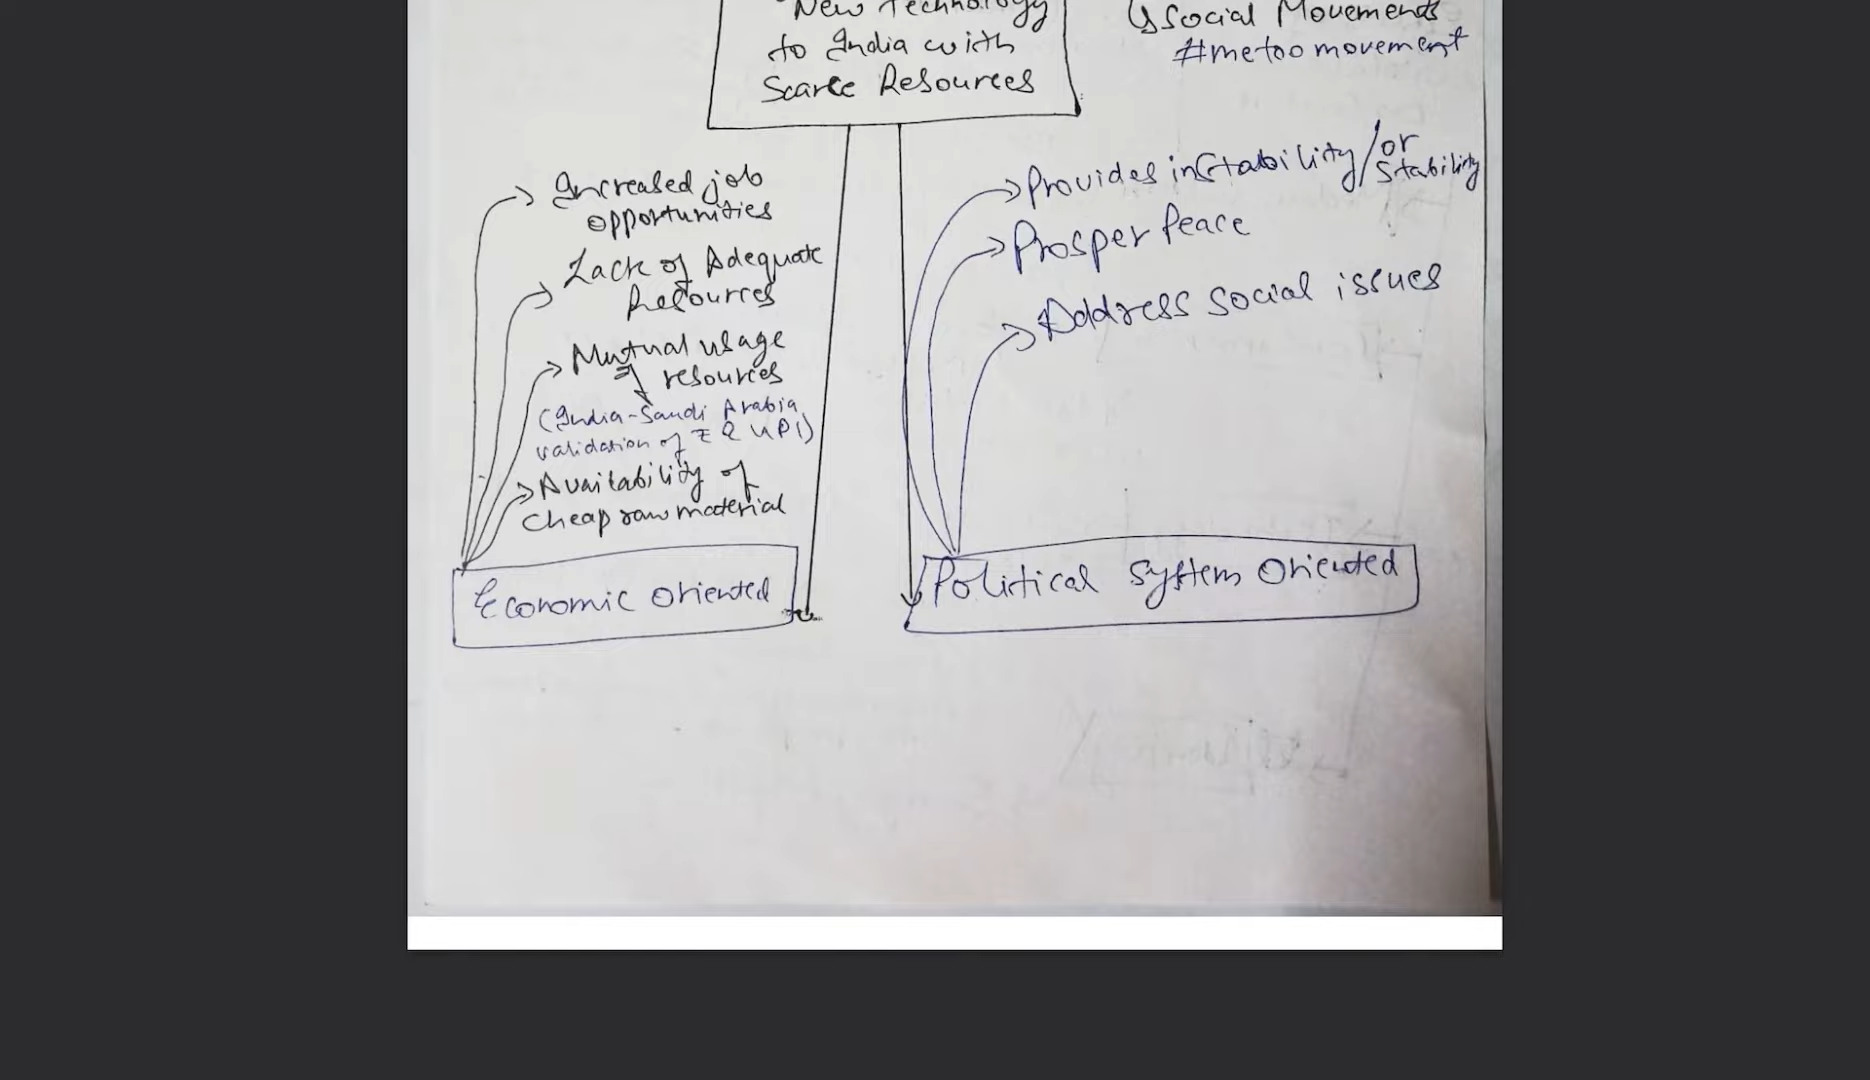 New Technology
to India with
Scarce Resources
↳ Social Movements
#metoo movement
Increased job
opportunities
Lack of Adequate
Resources
Mutual usage
resources
(India-Saudi Arabia
validation of ₹ & UPI)
Availability of
cheap raw material
Economic oriented
Provides instability/or
stability
Prosper Peace
Address social issues
Political system oriented